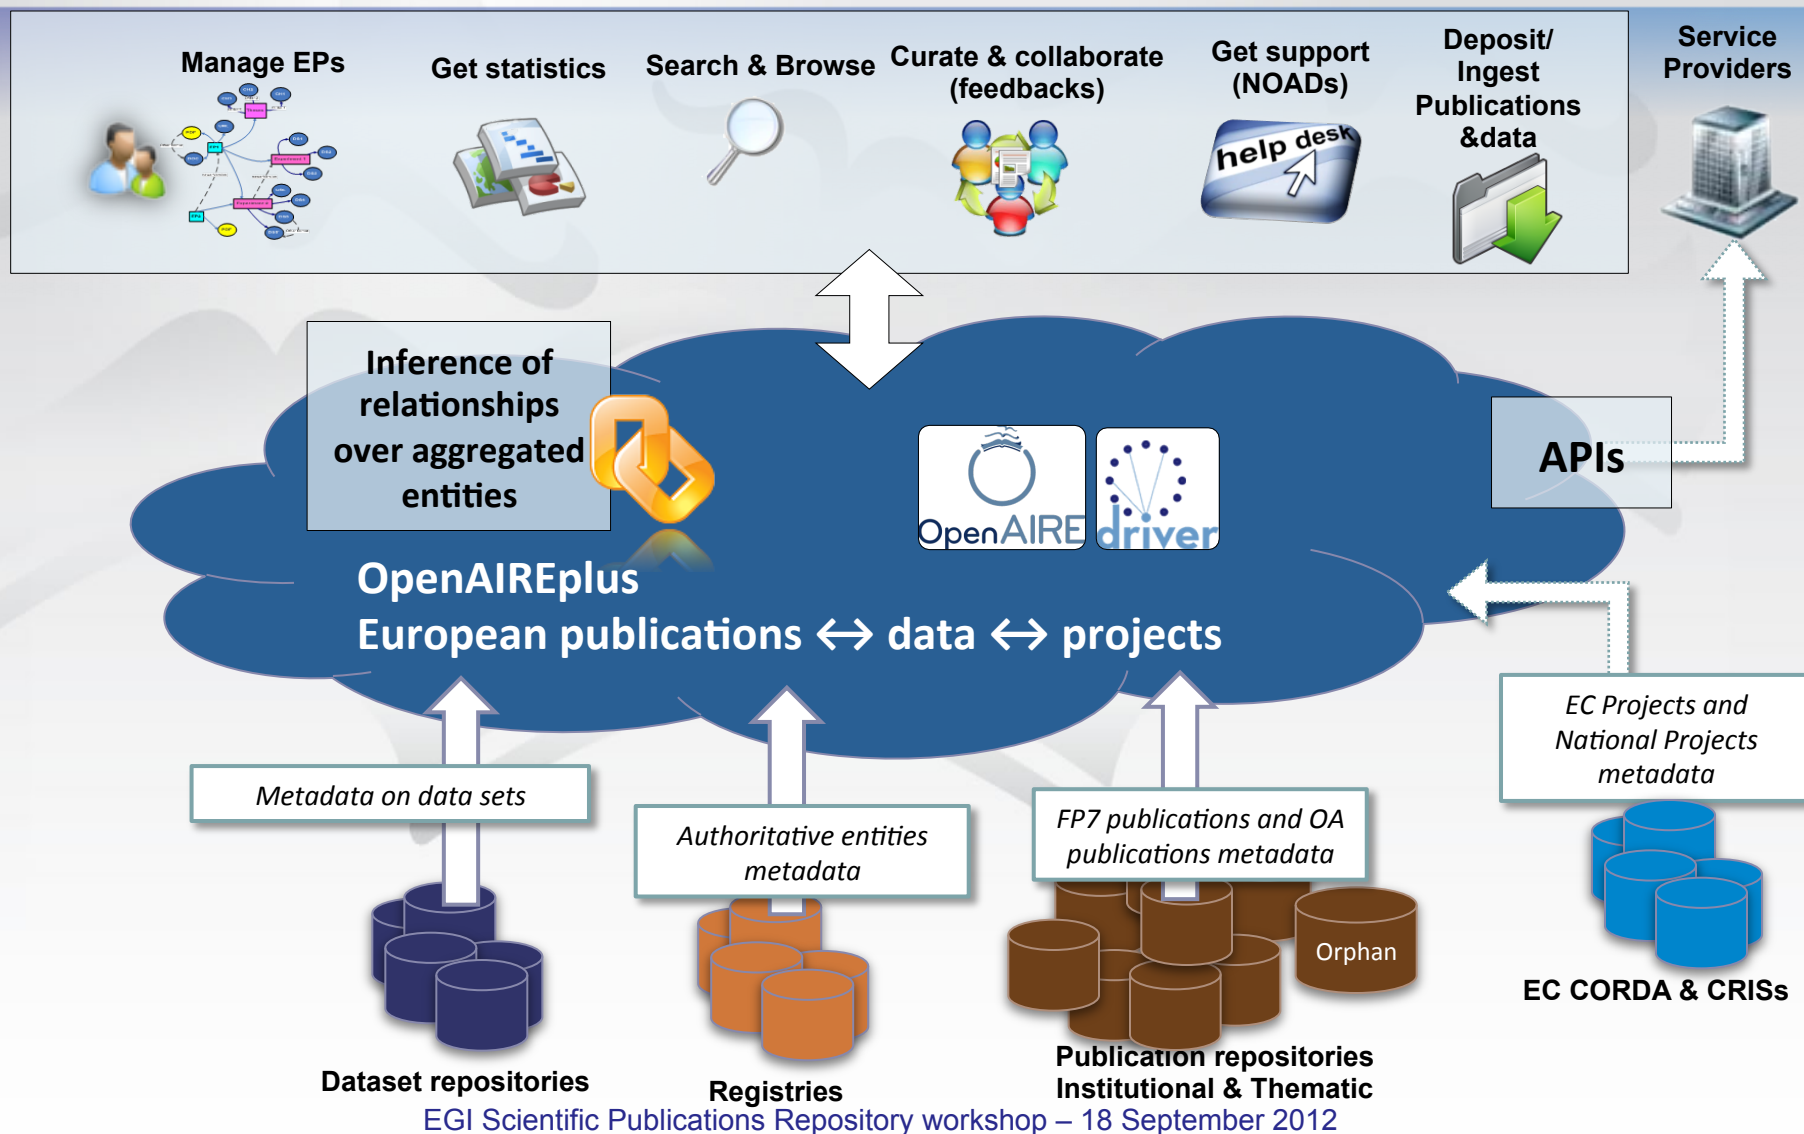 Manage EPs
Get statistics
Search & Browse
Curate & collaborate
(feedbacks)
Get support
(NOADs)
help desk
Deposit/
Ingest
Publications
&data
Service
Providers
Inference of
relationships
over aggregated
entities
OpenAIRE
driver
APIs
OpenAIREplus
European publications ↔ data ↔ projects
Metadata on data sets
Authoritative entities
metadata
FP7 publications and OA
publications metadata
EC Projects and
National Projects
metadata
Orphan
EC CORDA & CRISs
Dataset repositories
Registries
Publication repositories
Institutional & Thematic
EGI Scientific Publications Repository workshop – 18 September 2012